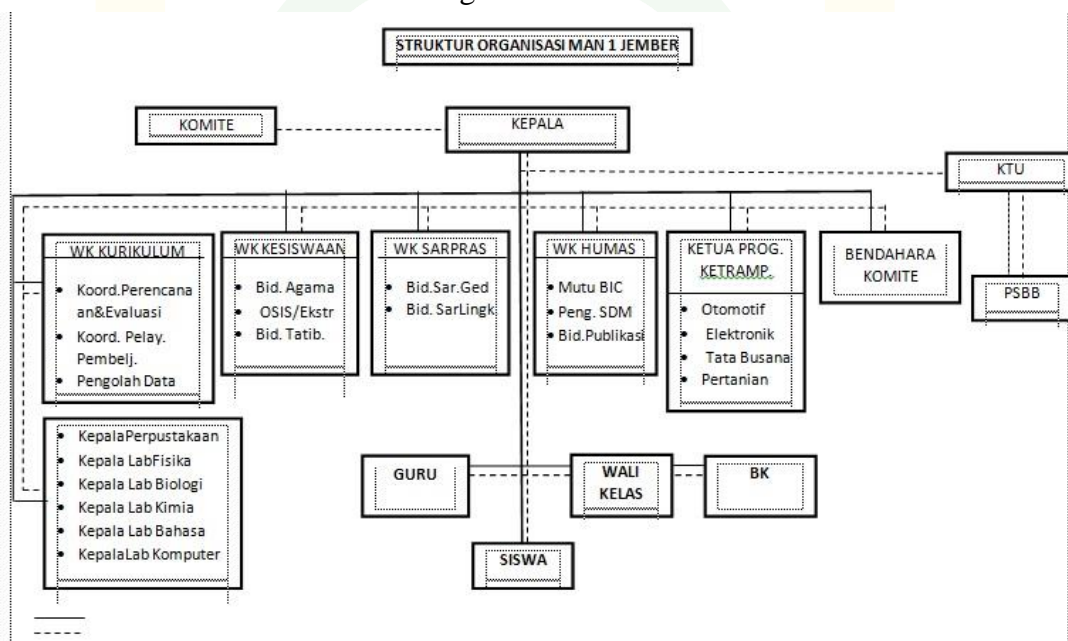 STRUKTUR ORGANISASI MAN 1 JEMBER
KOMITE
KEPALA
KTU
WK KURIKULUM
Koord.Perencana
an&Evaluasi
Koord. Pelay.
Pembelj.
Pengolah Data
WK KESISWAAN
Bid. Agama
OSIS/Ekstr
Bid. Tatib.
WK SARPRAS
Bid.Sar.Ged
Bid. SarLingk
WK HUMAS
Mutu BIC
Peng. SDM
Bid.Publikasi
KETUA PROG.
KETRAMP.
Otomotif
Elektronik
Tata Busana
Pertanian
BENDAHARA
KOMITE
PSBB
KepalaPerpustakaan
Kepala LabFisika
Kepala Lab Biologi
Kepala Lab Kimia
Kepala Lab Bahasa
KepalaLab Komputer
GURU
WALI
KELAS
BK
SISWA